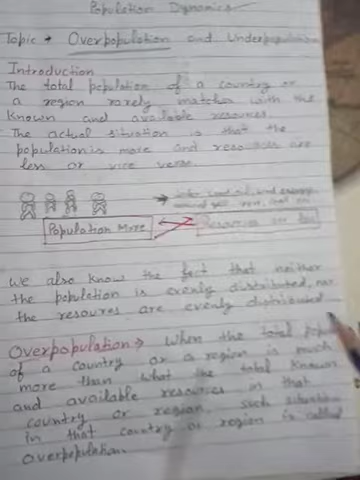 Population Dynamics
Topic → Overpopulation and Underpopulation
Introduction
The total population of a country or
a region rarely matches with the
known and available resources.
The actual situation is that the
population is more and resources are
less or vice versa.
Population More
Resources are
We also know the fact that neither
the population is evenly distributed, nor
the resoures are evenly distributed
Overpopulation → When the total
of a country or a region is much
more than what the total known
and available resources in that
country or region, such situation
in that country or region is called
overpopulation.